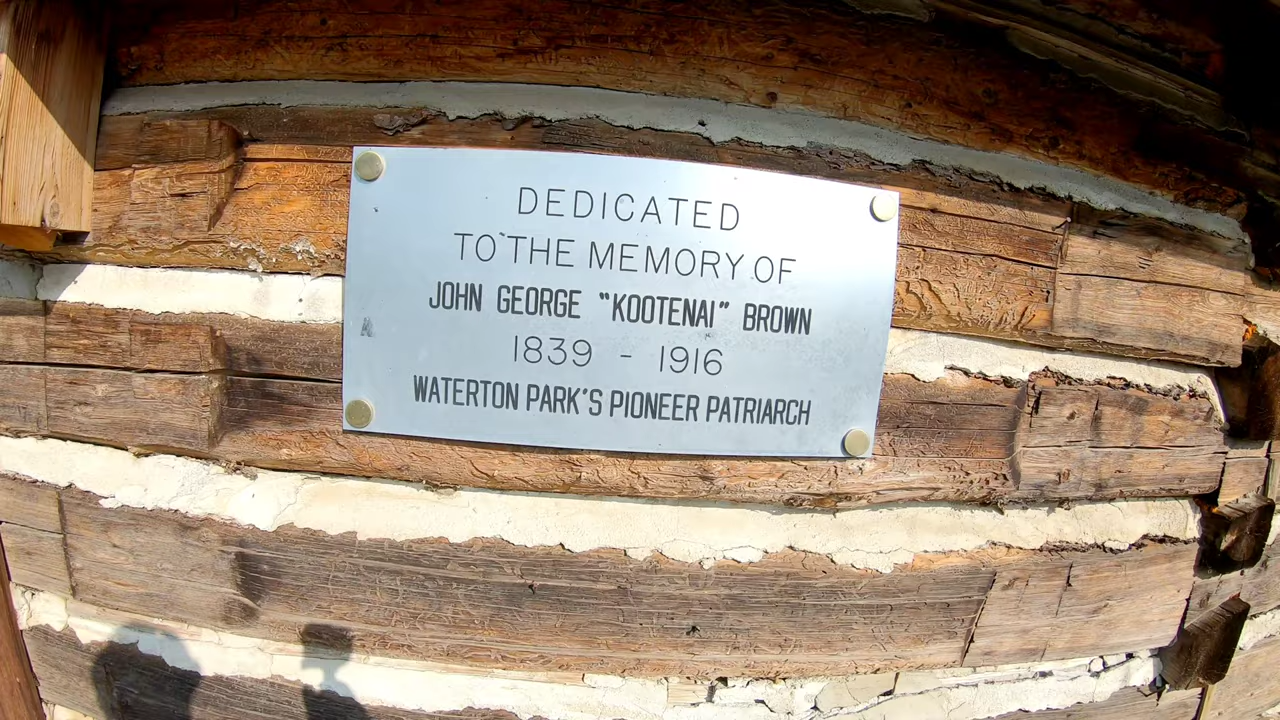 DEDICATED
TO THE MEMORY OF
JOHN GEORGE "KOOTENAI" BROWN
1839 - 1916
WATERTON PARK'S PIONEER PATRIARCH